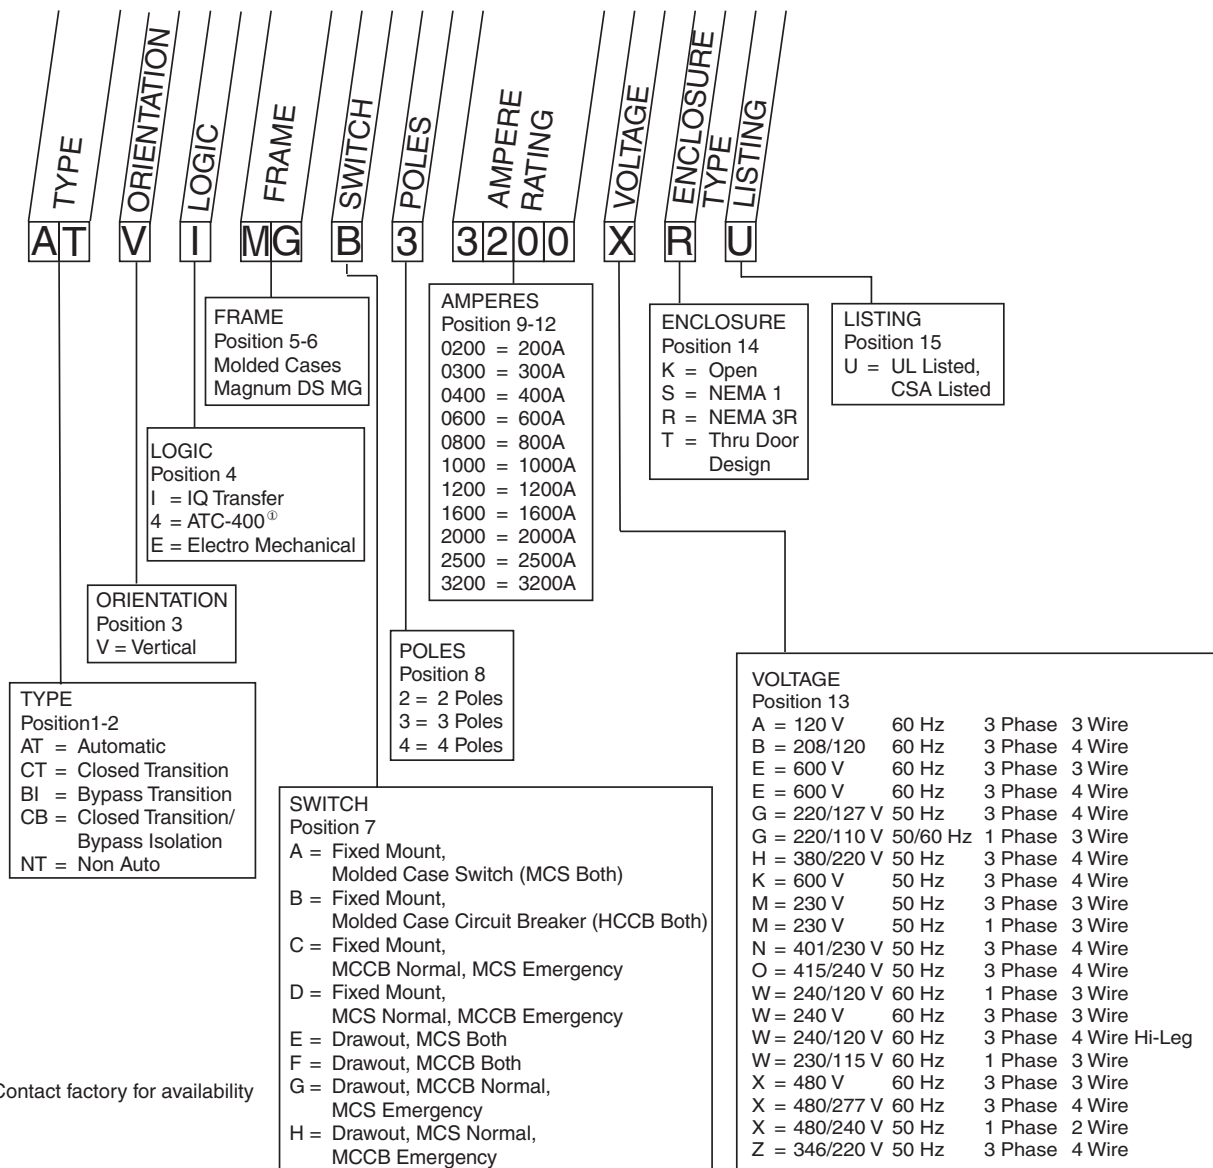 TYPE
ORIENTATION
LOGIC
FRAME
SWITCH
POLES
AMPERE
RATING
VOLTAGE
ENCLOSURE
TYPE
LISTING
AT V I MG B 3 3200 X R U
FRAME
Position 5-6
Molded Cases
Magnum DS MG
AMPERES
Position 9-12
0200 = 200A
0300 = 300A
0400 = 400A
0600 = 600A
0800 = 800A
1000 = 1000A
1200 = 1200A
1600 = 1600A
2000 = 2000A
2500 = 2500A
3200 = 3200A
ENCLOSURE
Position 14
K = Open
S = NEMA 1
R = NEMA 3R
T = Thru Door
Design
LISTING
Position 15
U = UL Listed,
CSA Listed
LOGIC
Position 4
I = IQ Transfer
4 = ATC-400①
E = Electro Mechanical
ORIENTATION
Position 3
V = Vertical
POLES
Position 8
2 = 2 Poles
3 = 3 Poles
4 = 4 Poles
TYPE
Position1-2
AT = Automatic
CT = Closed Transition
BI = Bypass Transition
CB = Closed Transition/
Bypass Isolation
NT = Non Auto
SWITCH
Position 7
A = Fixed Mount,
Molded Case Switch (MCS Both)
B = Fixed Mount,
Molded Case Circuit Breaker (HCCB Both)
C = Fixed Mount,
MCCB Normal, MCS Emergency
D = Fixed Mount,
MCS Normal, MCCB Emergency
E = Drawout, MCS Both
F = Drawout, MCCB Both
G = Drawout, MCCB Normal,
MCS Emergency
H = Drawout, MCS Normal,
MCCB Emergency
VOLTAGE
Position 13
A = 120 V 60 Hz 3 Phase 3 Wire
B = 208/120 60 Hz 3 Phase 4 Wire
E = 600 V 60 Hz 3 Phase 3 Wire
E = 600 V 60 Hz 3 Phase 4 Wire
G = 220/127 V 50 Hz 3 Phase 4 Wire
G = 220/110 V 50/60 Hz 1 Phase 3 Wire
H = 380/220 V 50 Hz 3 Phase 4 Wire
K = 600 V 50 Hz 3 Phase 4 Wire
M = 230 V 50 Hz 3 Phase 3 Wire
M = 230 V 50 Hz 1 Phase 3 Wire
N = 401/230 V 50 Hz 3 Phase 4 Wire
O = 415/240 V 50 Hz 3 Phase 4 Wire
W = 240/120 V 60 Hz 1 Phase 3 Wire
W = 240 V 60 Hz 3 Phase 3 Wire
W = 240/120 V 60 Hz 3 Phase 4 Wire Hi-Leg
W = 230/115 V 60 Hz 1 Phase 3 Wire
X = 480 V 60 Hz 3 Phase 3 Wire
X = 480/277 V 60 Hz 3 Phase 4 Wire
X = 480/240 V 50 Hz 1 Phase 2 Wire
Z = 346/220 V 50 Hz 3 Phase 4 Wire
Contact factory for availability